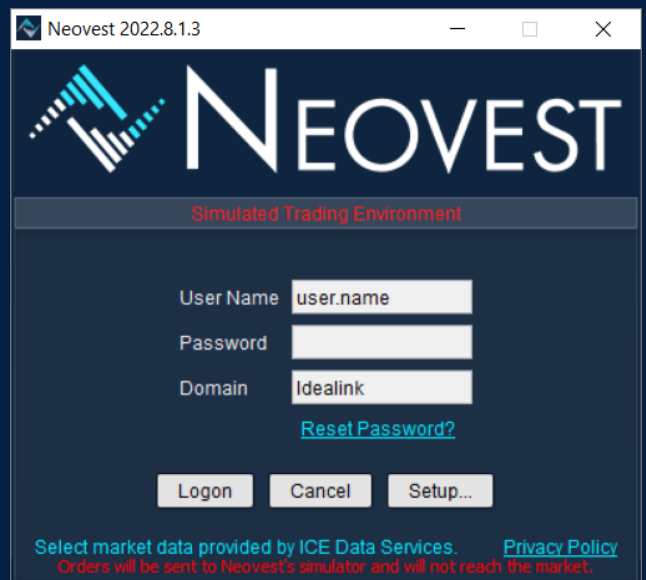 Neovest 2022.8.1.3
NEOVEST
Simulated Trading Environment
User Name user.name
Password
Domain Idealink
Reset Password?
Logon Cancel Setup...
Select market data provided by ICE Data Services. Privacy Policy
Orders will be sent to Neovest's simulator and will not reach the market.